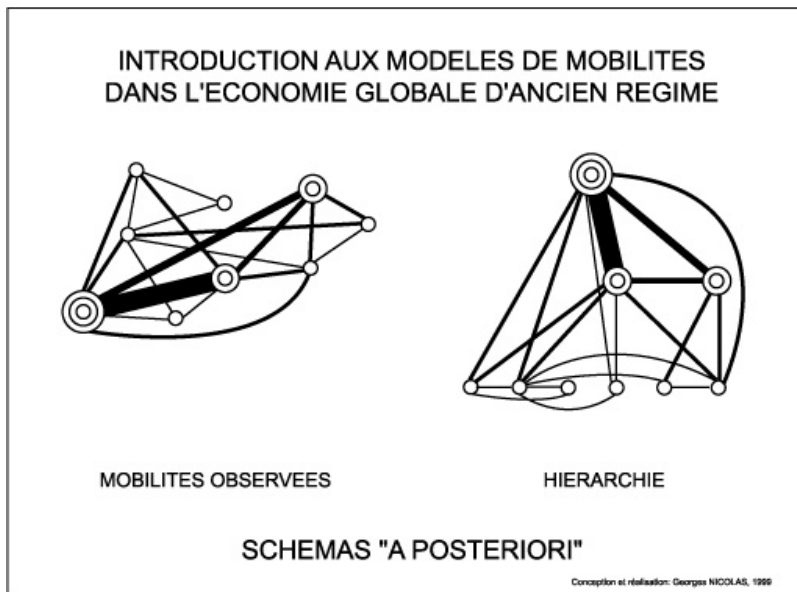 INTRODUCTION AUX MODELES DE MOBILITES
DANS L'ECONOMIE GLOBALE D'ANCIEN REGIME
MOBILITES OBSERVEES
HIERARCHIE
SCHEMAS "A POSTERIORI"
Conception et réalisation: Georges NICOLAS, 1999